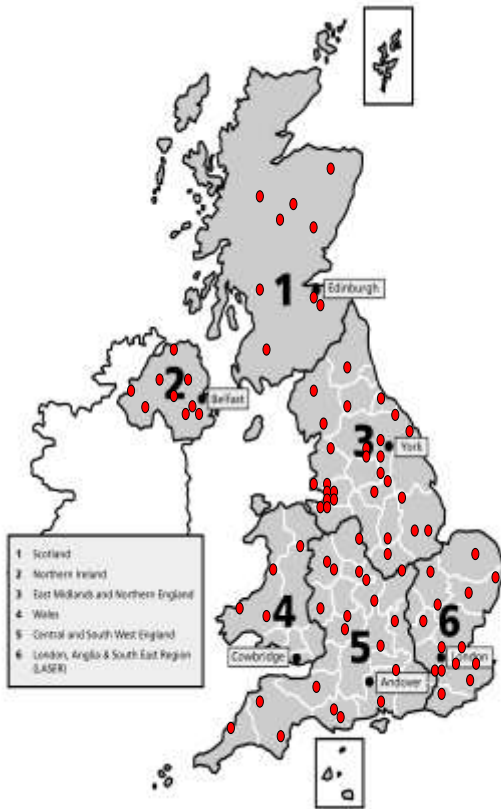 1
Edinburgh
2
Belfast
3
York
1 Scotland
2 Northern Ireland
3 East Midlands and Northern England
4 Wales
5 Central and South West England
6 London, Anglia & South East Region
(LASER)
4
6
Cowbridge
5
London
Andover